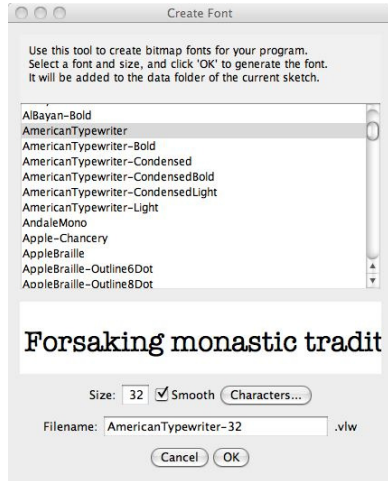 Create Font
Use this tool to create bitmap fonts for your program.
Select a font and size, and click 'OK' to generate the font.
It will be added to the data folder of the current sketch.
AlBayan-Bold
AmericanTypewriter
AmericanTypewriter-Bold
AmericanTypewriter-Condensed
AmericanTypewriter-CondensedBold
AmericanTypewriter-CondensedLight
AmericanTypewriter-Light
AndaleMono
Apple-Chancery
AppleBraille
AppleBraille-Outline6Dot
AppleBraille-Outline8Dot
Forsaking monastic tradit
Size: 32 Smooth Characters...
Filename: AmericanTypewriter-32 .vlw
Cancel OK